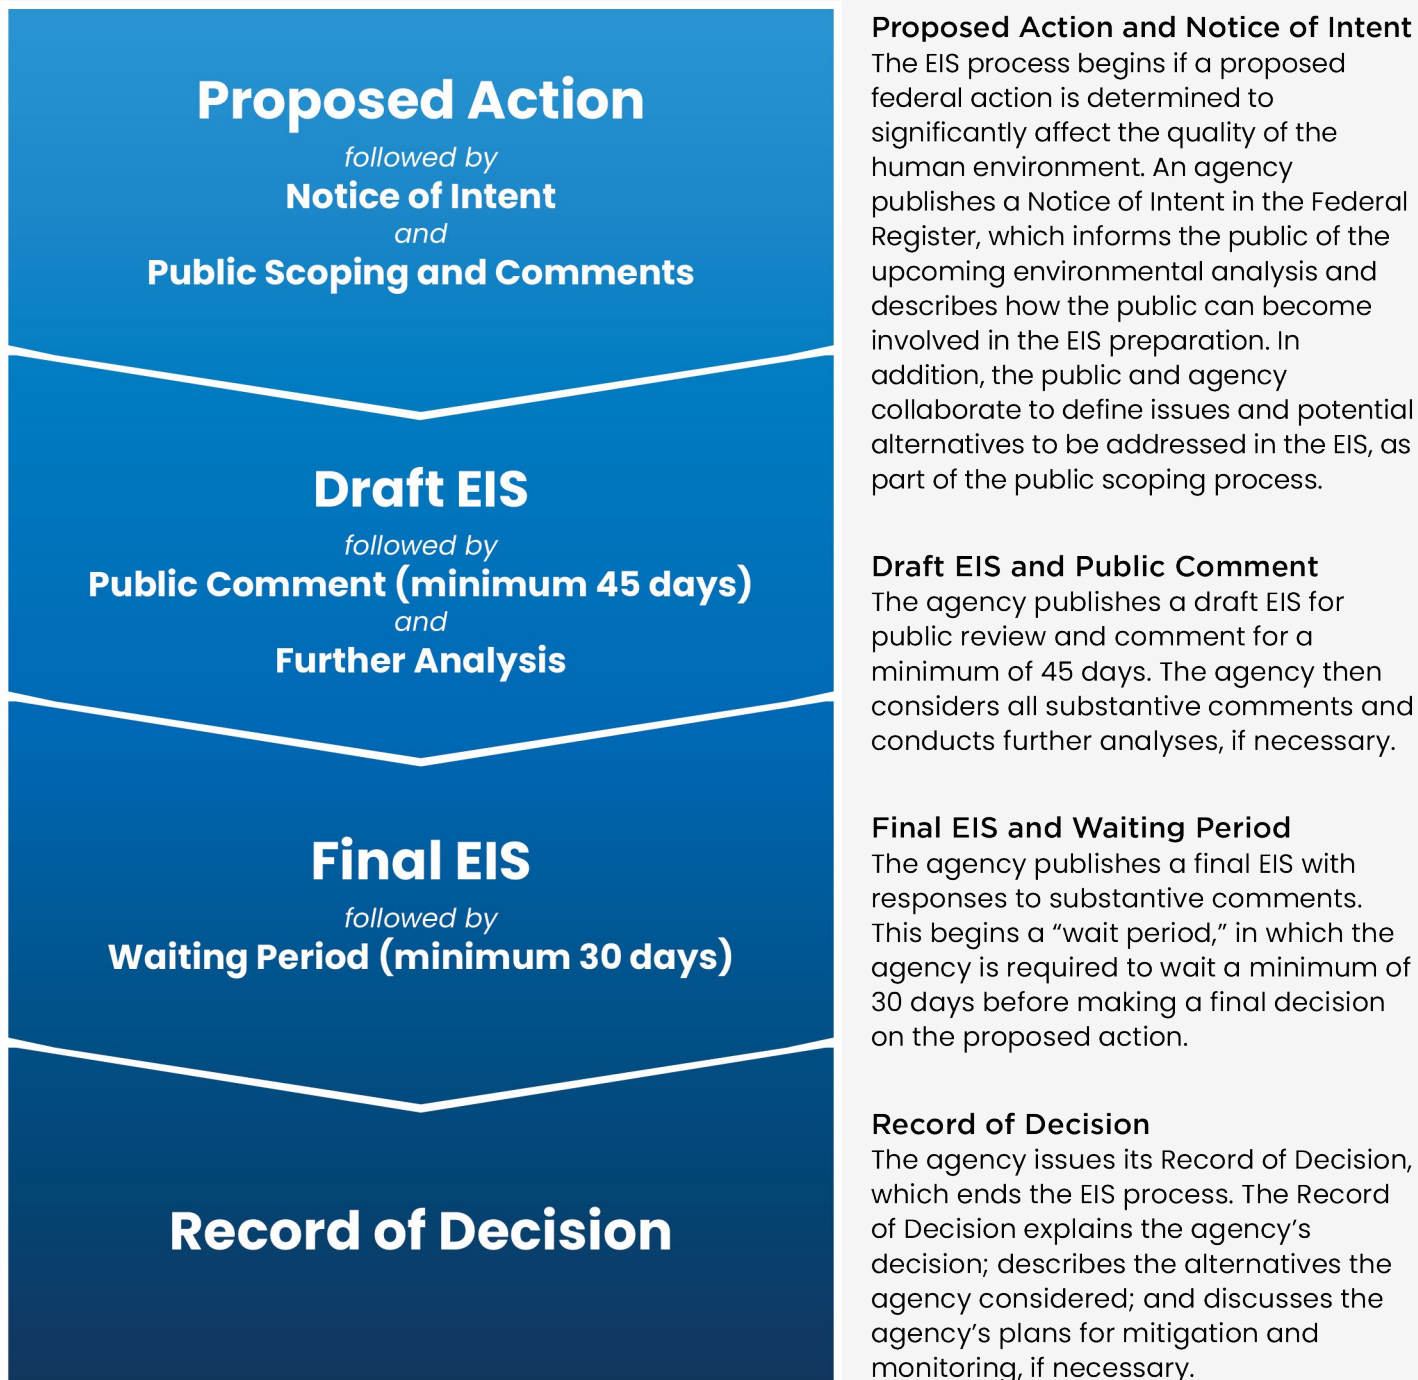 Proposed Action
followed by
Notice of Intent
and
Public Scoping and Comments
Draft EIS
followed by
Public Comment (minimum 45 days)
and
Further Analysis
Final EIS
followed by
Waiting Period (minimum 30 days)
Record of Decision
Proposed Action and Notice of Intent
The EIS process begins if a proposed
federal action is determined to
significantly affect the quality of the
human environment. An agency
publishes a Notice of Intent in the Federal
Register, which informs the public of the
upcoming environmental analysis and
describes how the public can become
involved in the EIS preparation. In
addition, the public and agency
collaborate to define issues and potential
alternatives to be addressed in the EIS, as
part of the public scoping process.
Draft EIS and Public Comment
The agency publishes a draft EIS for
public review and comment for a
minimum of 45 days. The agency then
considers all substantive comments and
conducts further analyses, if necessary.
Final EIS and Waiting Period
The agency publishes a final EIS with
responses to substantive comments.
This begins a “wait period,” in which the
agency is required to wait a minimum of
30 days before making a final decision
on the proposed action.
Record of Decision
The agency issues its Record of Decision,
which ends the EIS process. The Record
of Decision explains the agency’s
decision; describes the alternatives the
agency considered; and discusses the
agency’s plans for mitigation and
monitoring, if necessary.